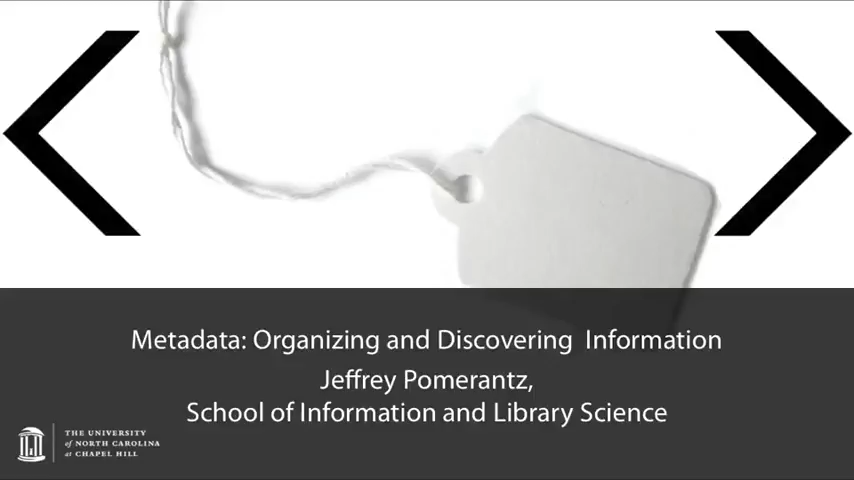 Metadata: Organizing and Discovering Information
Jeffrey Pomerantz,
School of Information and Library Science
THE UNIVERSITY
of NORTH CAROLINA
at CHAPEL HILL